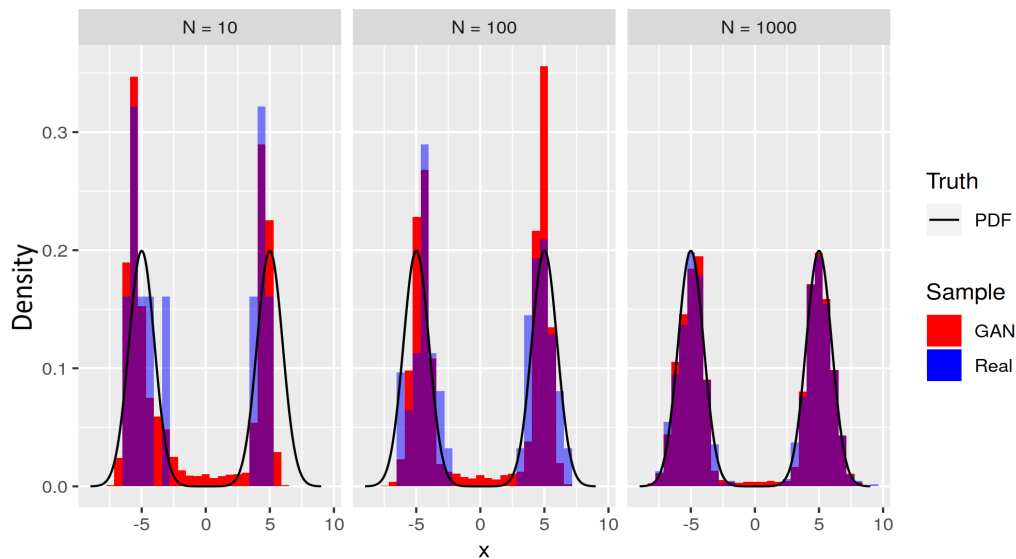 N = 10
N = 100
N = 1000
Density
0.3
0.2
0.1
0.0
-5 0 5 10
-5 0 5 10
-5 0 5 10
x
Truth
PDF
Sample
GAN
Real